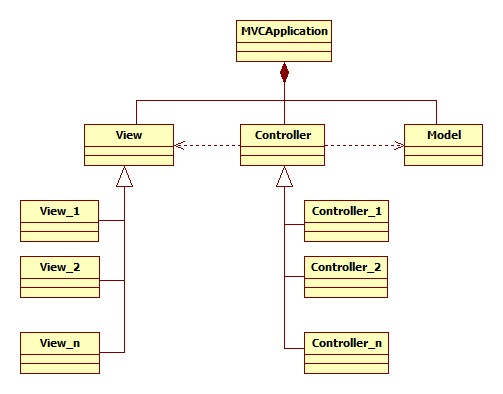 MVCApplication
View
Controller
Model
View_1
Controller_1
View_2
Controller_2
View_n
Controller_n